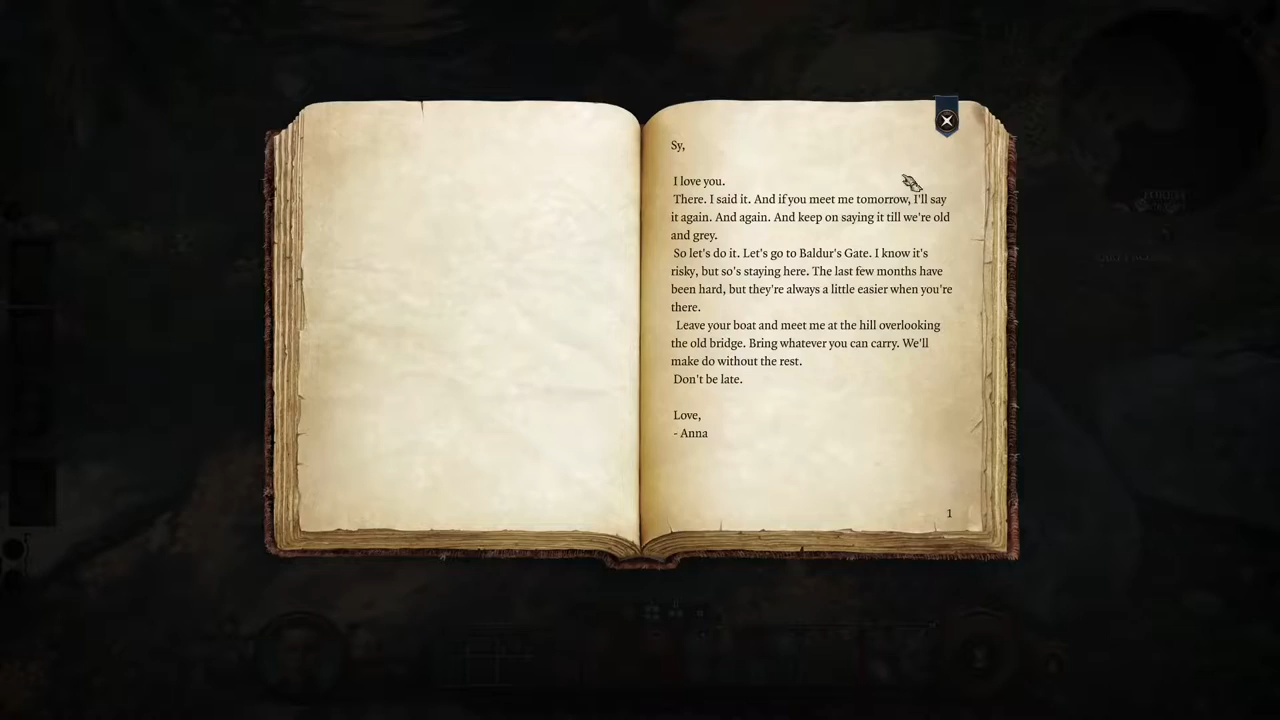 Sy,
I love you.
There. I said it. And if you meet me tomorrow, I'll say
it again. And again. And keep on saying it till we're old
and grey.
So let's do it. Let's go to Baldur's Gate. I know it's
risky, but so's staying here. The last few months have
been hard, but they're always a little easier when you're
there.
Leave your boat and meet me at the hill overlooking
the old bridge. Bring whatever you can carry. We'll
make do without the rest.
Don't be late.
Love,
- Anna
1